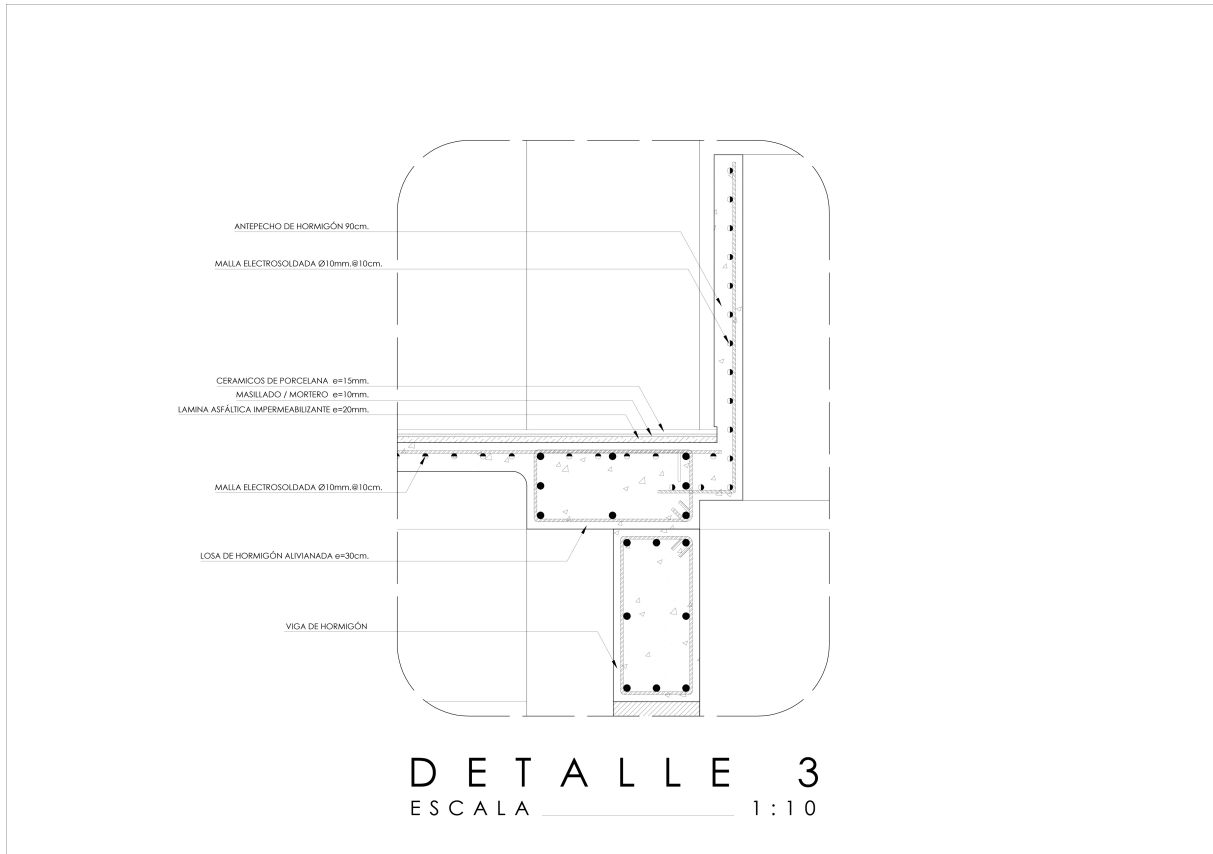 ANTEPECHO DE HORMIGÓN 90cm.
MALLA ELECTROSOLDADA Ø10mm.@10cm.
CERAMICOS DE PORCELANA e=15mm.
MASILLADO / MORTERO e=10mm.
LAMINA ASFÁLTICA IMPERMEABILIZANTE e=20mm.
MALLA ELECTROSOLDADA Ø10mm.@10cm.
LOSA DE HORMIGÓN ALIVIANADA e=30cm.
VIGA DE HORMIGÓN
DETALLE 3
ESCALA 1:10